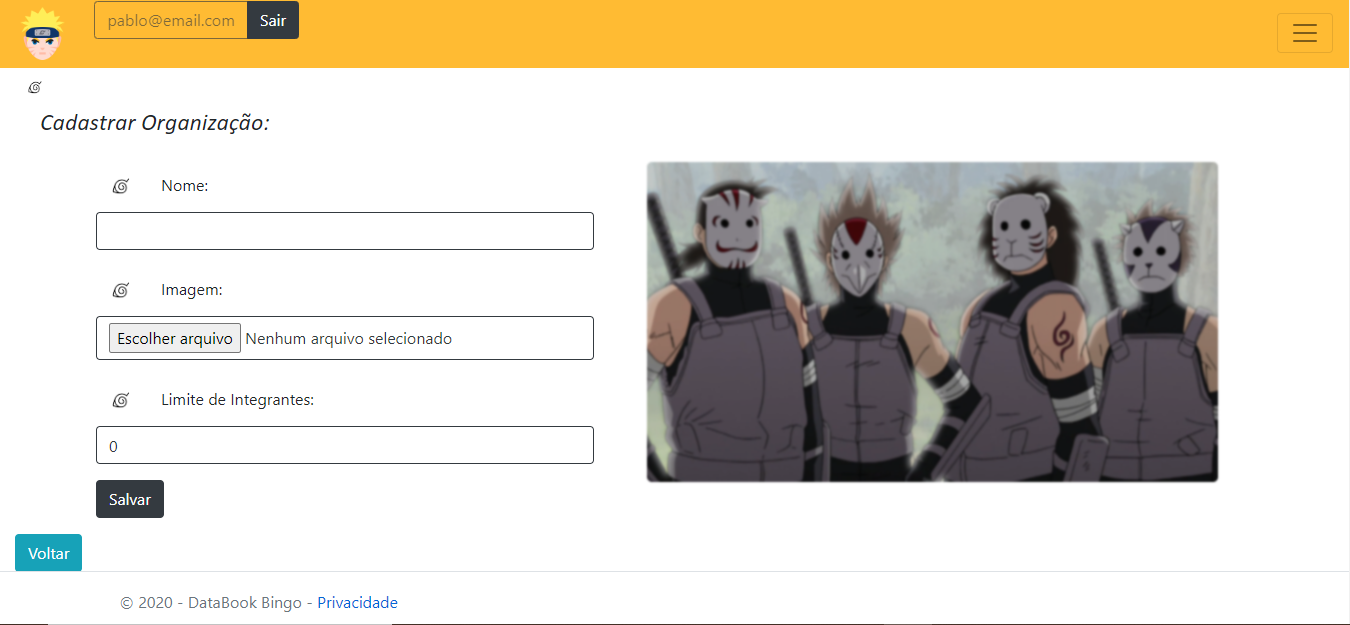 pablo@email.com Sair
Cadastrar Organização:
Nome:
Imagem:
Escolher arquivo Nenhum arquivo selecionado
Limite de Integrantes:
0
Salvar
Voltar
© 2020 - DataBook Bingo - Privacidade